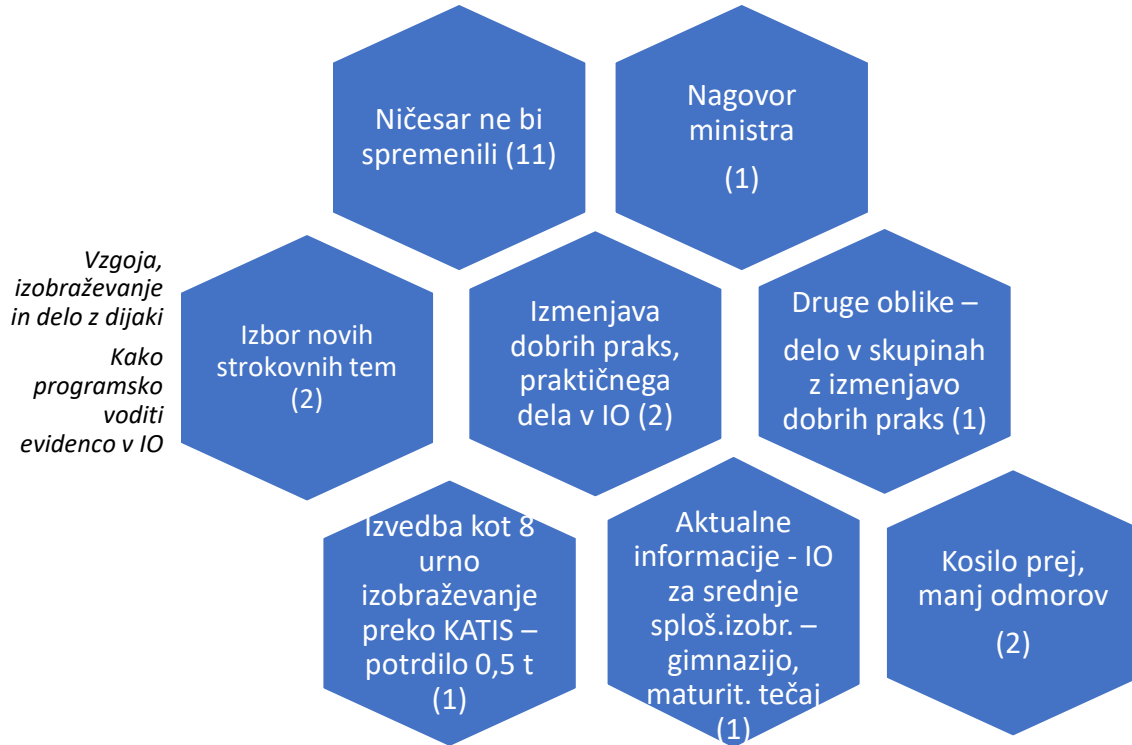 Ničesar ne bi
spremenili (11)
Nagovor
ministra
(1)
Vzgoja,
izobraževanje
in delo z dijaki
Kako
programsko
voditi
evidenco v IO
Izbor novih
strokovnih tem
(2)
Izmenjava
dobrih praks,
praktičnega
dela v IO (2)
Druge oblike –
delo v skupinah
z izmenjavo
dobrih praks (1)
Izvedba kot 8
urno
izobraževanje
preko KATIS –
potrdilo 0,5 t
(1)
Aktualne
informacije - IO
za srednje
sploš.izobr. –
gimnazijo,
maturit. tečaj
(1)
Kosilo prej,
manj odmorov
(2)